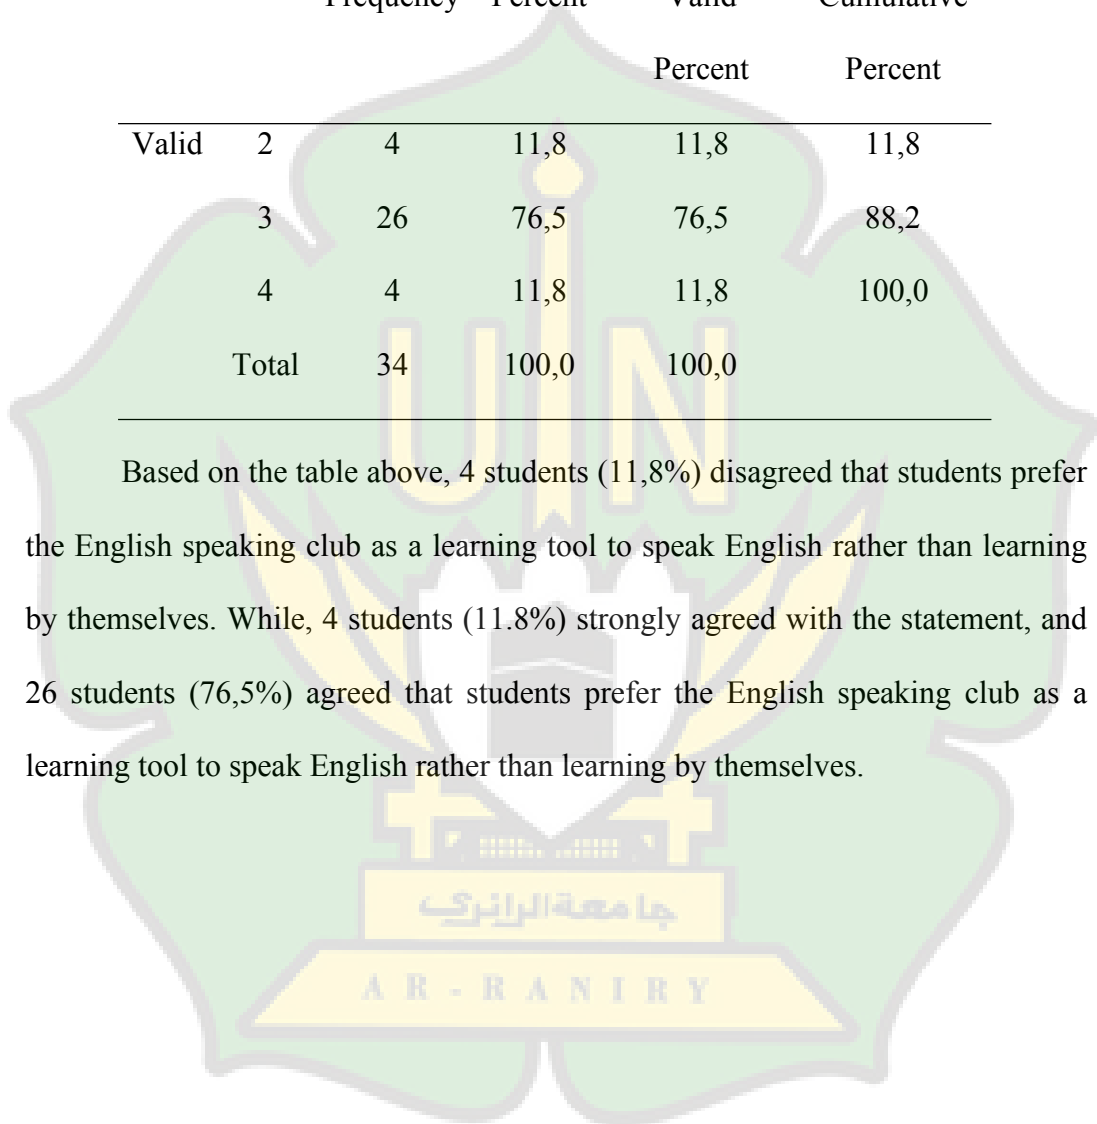 Frequency Percent Valid Cumulative
Percent Percent
Valid 2 4 11,8 11,8 11,8
3 26 76,5 76,5 88,2
4 4 11,8 11,8 100,0
Total 34 100,0 100,0
Based on the table above, 4 students (11,8%) disagreed that students prefer
the English speaking club as a learning tool to speak English rather than learning
by themselves. While, 4 students (11.8%) strongly agreed with the statement, and
26 students (76,5%) agreed that students prefer the English speaking club as a
learning tool to speak English rather than learning by themselves.
UIN
جامعة الرانري
AR-RANIRY